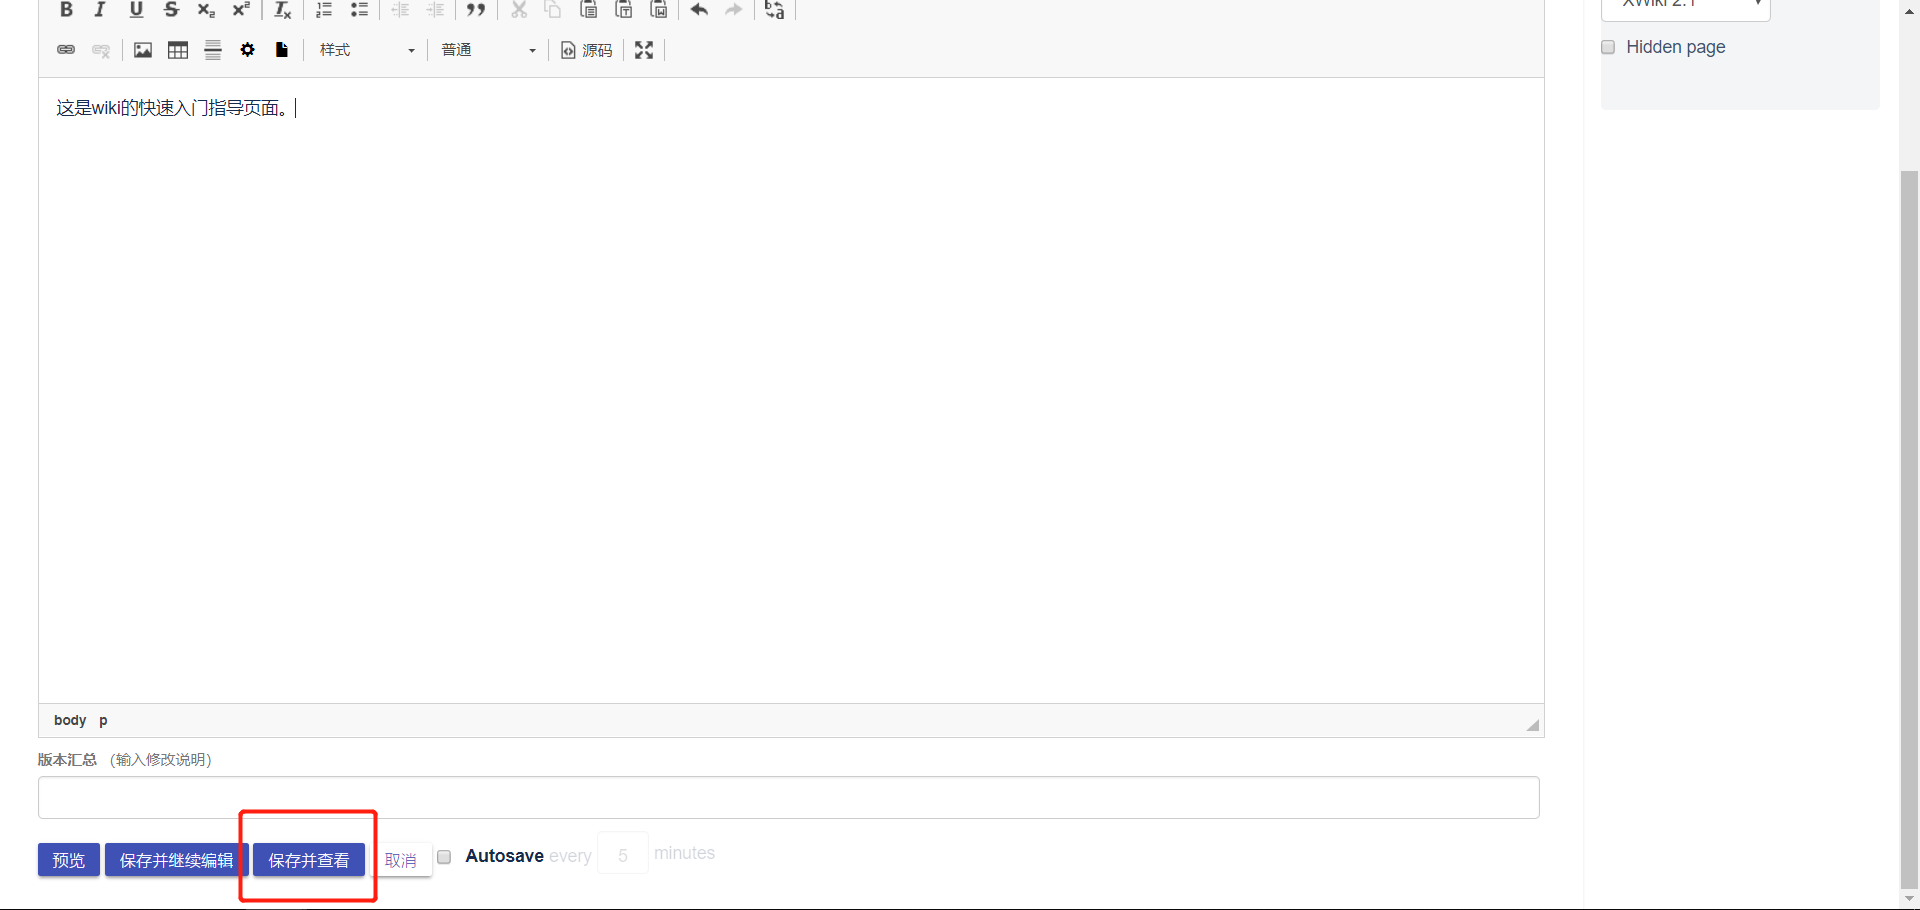 XWiki 2.1
样式 普通 源码
Hidden page
这是wiki的快速入门指导页面。
body p
版本汇总 (输入修改说明)
预览 保存并继续编辑 保存并查看 取消 Autosave every 5 minutes